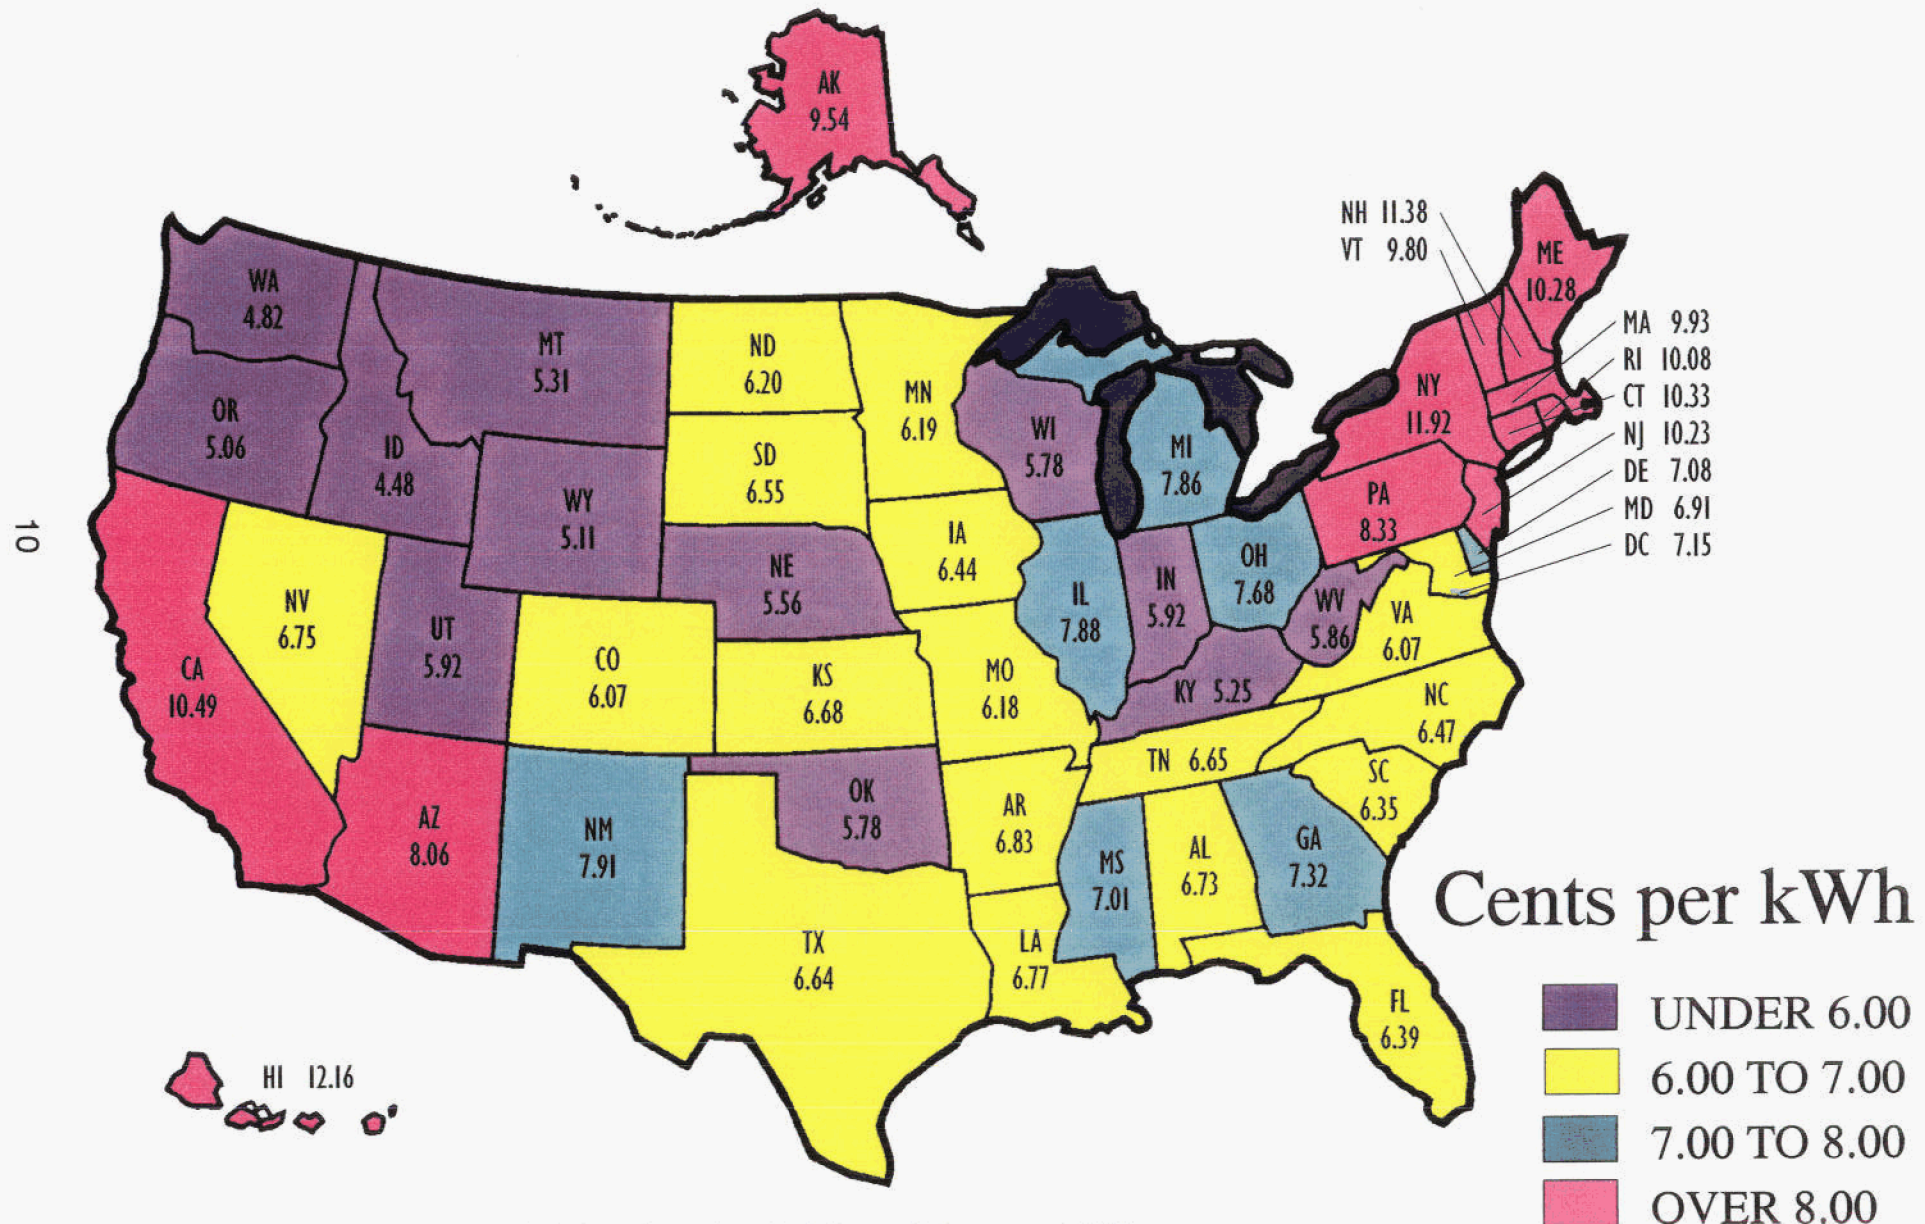 AK
9.54
NH 11.38
VT 9.80
ME
10.28
WA
4.82
MT
5.31
ND
6.20
MN
6.19
MA 9.93
RI 10.08
CT 10.33
NJ 10.23
DE 7.08
MD 6.91
DC 7.15
OR
5.06
ID
4.48
WY
5.11
SD
6.55
WI
5.78
MI
7.86
NY
11.92
PA
8.33
10
NV
6.75
UT
5.92
NE
5.56
IA
6.44
IL
7.88
IN
5.92
OH
7.68
WV
5.86
VA
6.07
CA
10.49
CO
6.07
KS
6.68
MO
6.18
KY 5.25
NC
6.47
AZ
8.06
NM
7.91
OK
5.78
AR
6.83
TN 6.65
SC
6.35
MS
7.01
AL
6.73
GA
7.32
TX
6.64
LA
6.77
FL
6.39
HI 12.16
Cents per kWh
UNDER 6.00
6.00 TO 7.00
7.00 TO 8.00
OVER 8.00